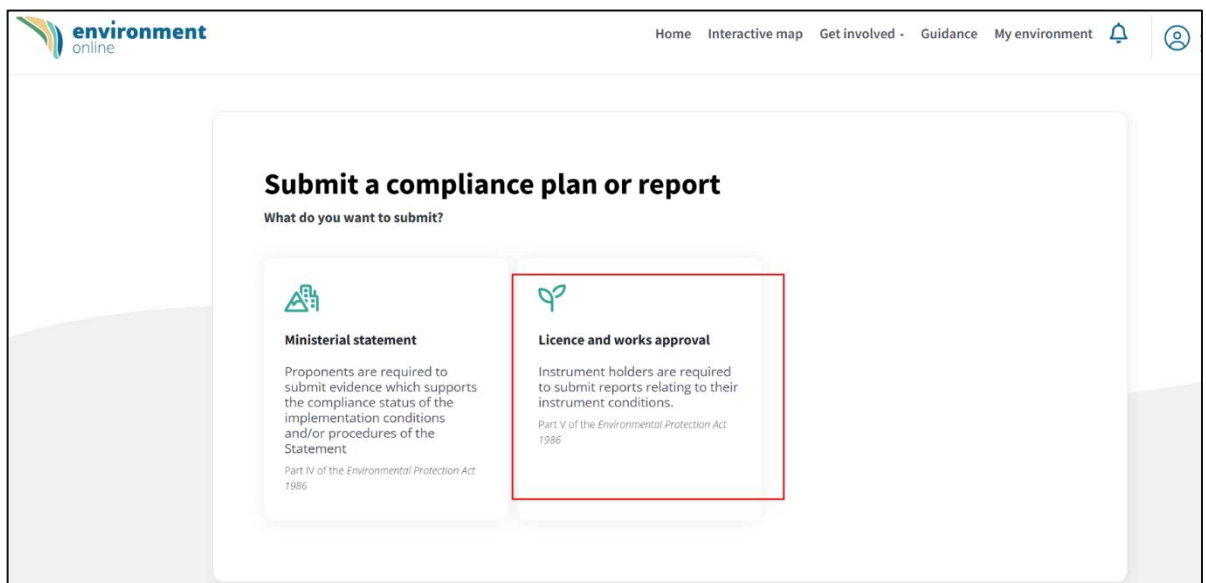 environment
online
Home Interactive map Get involved - Guidance My environment
Submit a compliance plan or report
What do you want to submit?
Ministerial statement
Proponents are required to
submit evidence which supports
the compliance status of the
implementation conditions
and/or procedures of the
Statement
Part IV of the Environmental Protection Act
1986
Licence and works approval
Instrument holders are required
to submit reports relating to their
instrument conditions.
Part V of the Environmental Protection Act
1986